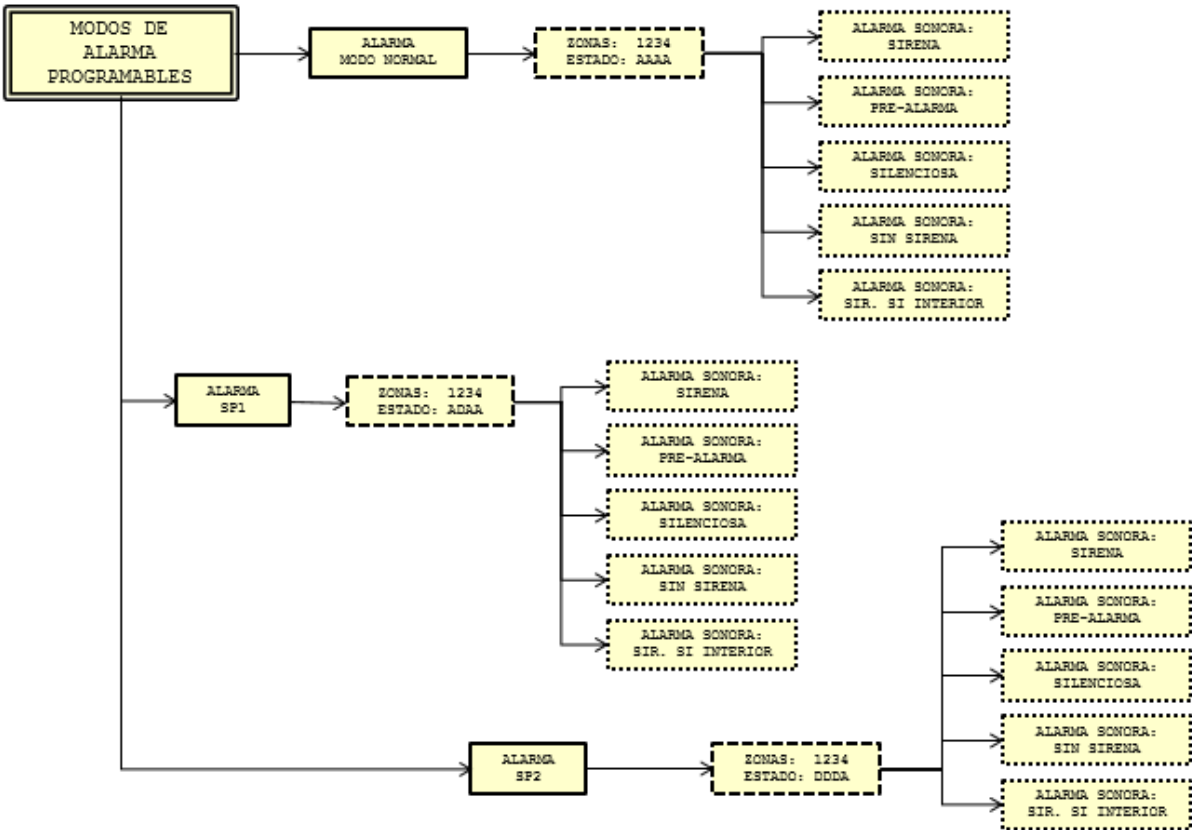 MODOS DE
ALARMA
PROGRAMABLES
ALARMA
MODO NORMAL
ZONAS: 1234
ESTADO: AAAA
ALARMA SONORA:
SIRENA
ALARMA SONORA:
PRE-ALARMA
ALARMA SONORA:
SILENCIOSA
ALARMA SONORA:
SIN SIRENA
ALARMA SONORA:
SIR. SI INTERIOR
ALARMA
SP1
ZONAS: 1234
ESTADO: ADAA
ALARMA SONORA:
SIRENA
ALARMA SONORA:
PRE-ALARMA
ALARMA SONORA:
SILENCIOSA
ALARMA SONORA:
SIN SIRENA
ALARMA SONORA:
SIR. SI INTERIOR
ALARMA
SP2
ZONAS: 1234
ESTADO: DDDA
ALARMA SONORA:
SIRENA
ALARMA SONORA:
PRE-ALARMA
ALARMA SONORA:
SILENCIOSA
ALARMA SONORA:
SIN SIRENA
ALARMA SONORA:
SIR. SI INTERIOR